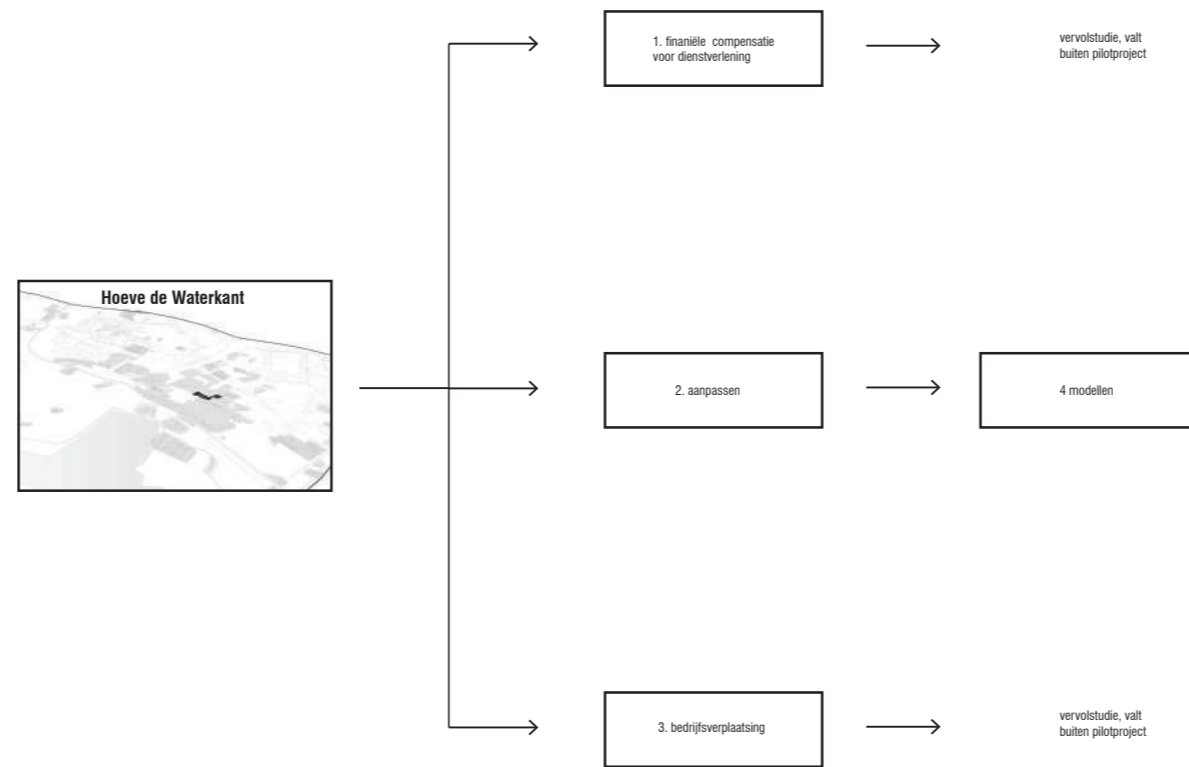 1. finaniële compensatie
voor dienstverlening
vervolstudie, valt
buiten pilotproject
Hoeve de Waterkant
2. aanpassen
4 modellen
3. bedrijfsverplaatsing
vervolstudie, valt
buiten pilotproject